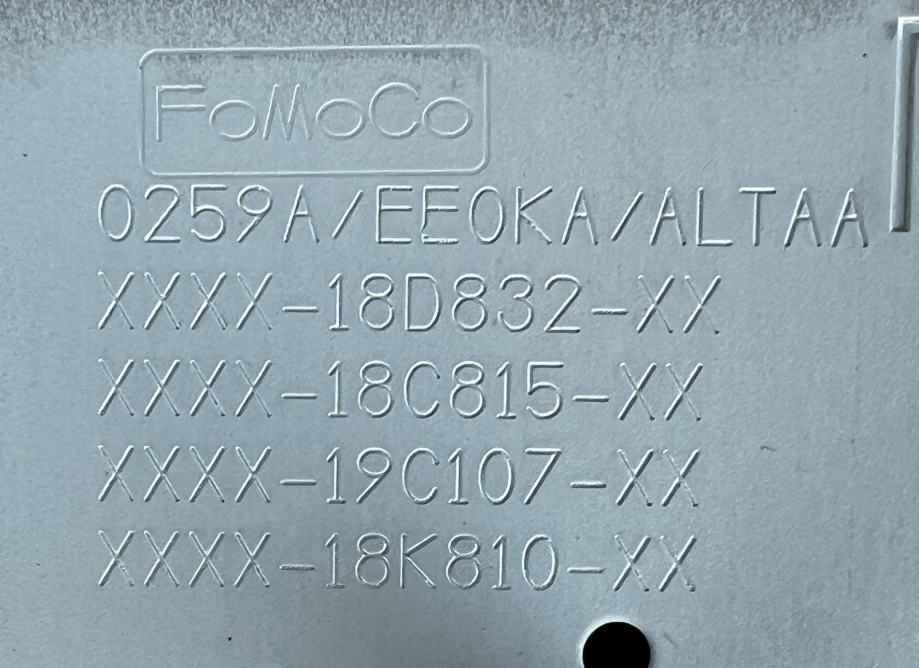 FoMoCo
0259A/EE0KA/ALTAA
XXXX-18D832-XX
XXXX-18C815-XX
XXXX-19C107-XX
XXXX-18K810-XX